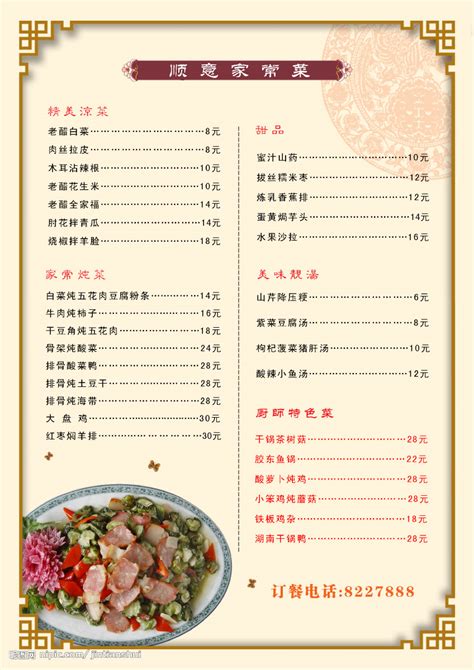 顺意家常菜
精美凉菜
老醋白菜………………………8元
肉丝拉皮………………………8元
木耳沾辣根……………………10元
老醋花生米……………………10元
老醋全家福……………………14元
肘花拌青瓜……………………14元
烧椒拌羊脸……………………18元
家常炖菜
白菜炖五花肉豆腐粉条…………14元
牛肉炖柿子……………………16元
干豆角炖五花肉………………18元
骨架炖酸菜……………………24元
排骨酸菜鸭……………………28元
排骨炖土豆干…………………28元
排骨炖海带……………………28元
大盘鸡………………………30元
红枣焖羊排……………………30元
甜品
蜜汁山药………………………10元
拔丝糯米枣……………………12元
炼乳香蕉排……………………12元
蛋黄焗芋头……………………14元
水果沙拉………………………16元
美味靓汤
山芹降压粳……………………6元
紫菜豆腐汤……………………8元
枸杞菠菜猪肝汤………………10元
酸辣小鱼汤……………………12元
厨师特色菜
干锅茶树菇……………………28元
胶东鱼锅………………………22元
酸萝卜炖鸡……………………28元
小笨鸡炖蘑菇…………………28元
铁板鸡杂………………………18元
湖南干锅鸭……………………28元
订餐电话:8227888
昵图网 nipic.com/jintianshui